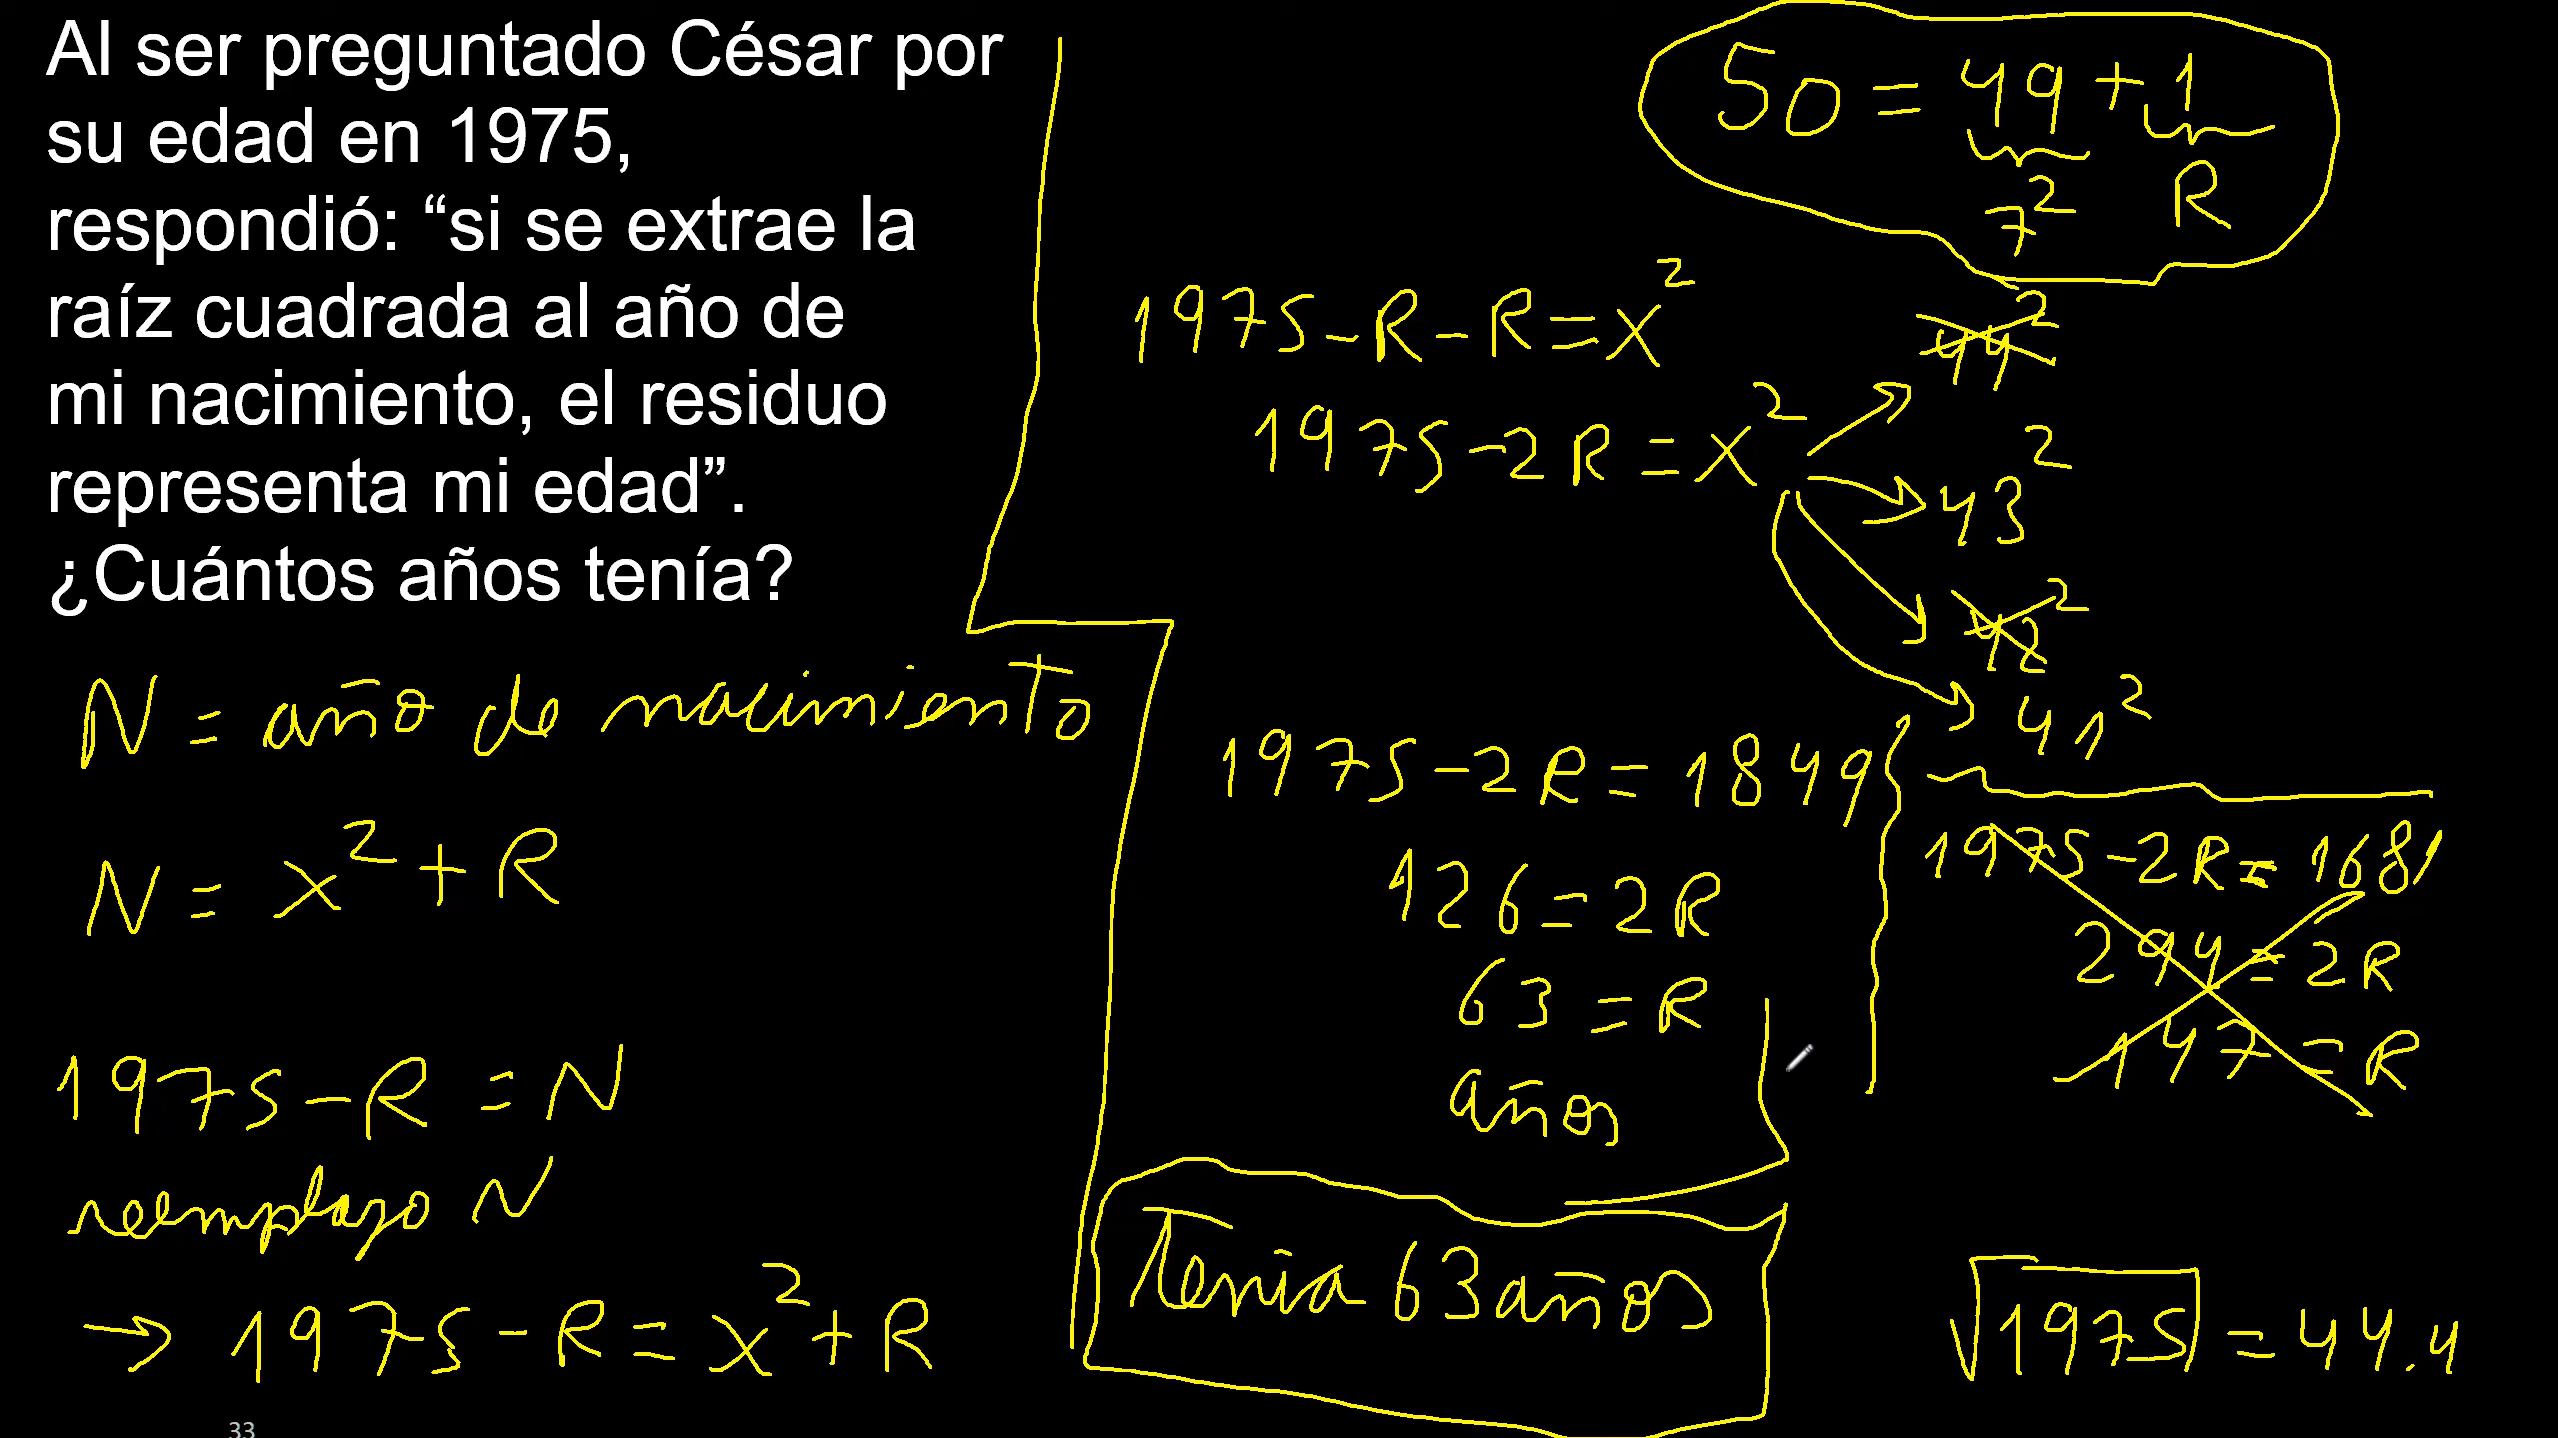 Al ser preguntado César por
su edad en 1975,
respondió: “si se extrae la
raíz cuadrada al año de
mi nacimiento, el residuo
representa mi edad”.
¿Cuántos años tenía?
N = año de nacimiento
N = x² + R
1975 - R = N
reemplazo N
→ 1975 - R = x² + R
50 = 49 + 1
7² R
1975 - R - R = x²
1975 - 2R = x²
44²
43²
42²
41²
1975 - 2R = 1849
126 = 2R
63 = R
años
Tenia 63 años
1975 - 2R = 1681
294 = 2R
147 = R
√1975 = 44.4
33